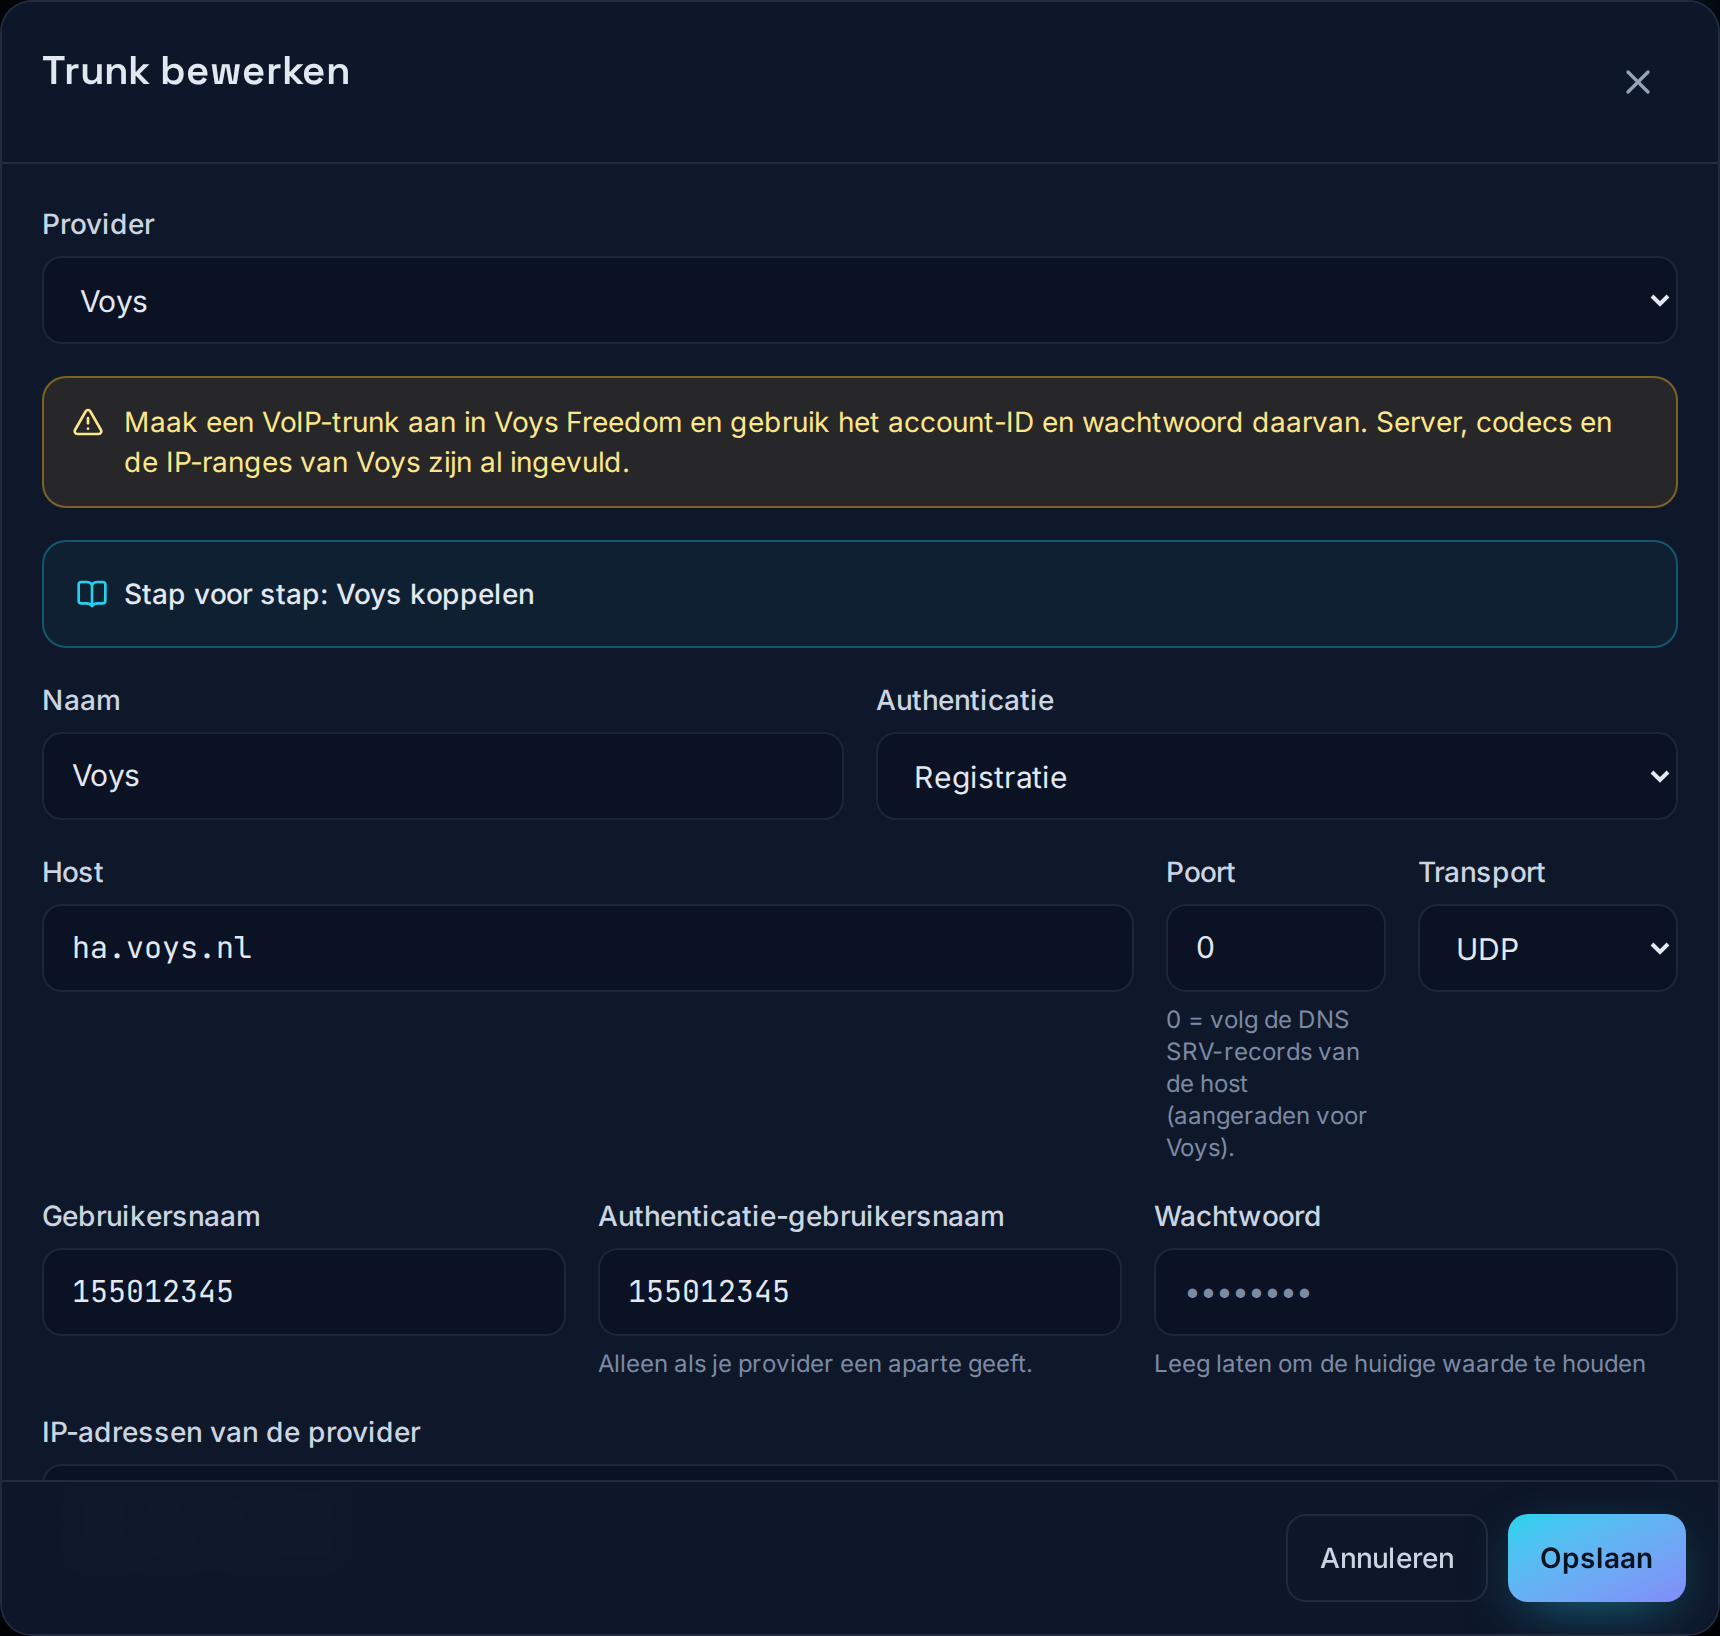 Trunk bewerken
Provider
Voys
Maak een VoIP-trunk aan in Voys Freedom en gebruik het account-ID en wachtwoord daarvan. Server, codecs en
de IP-ranges van Voys zijn al ingevuld.
Stap voor stap: Voys koppelen
Naam
Authenticatie
Voys
Registratie
Host
Poort
Transport
ha.voys.nl
0
UDP
0 = volg de DNS
SRV-records van
de host
(aangeraden voor
Voys).
Gebruikersnaam
Authenticatie-gebruikersnaam
Wachtwoord
155012345
155012345
••••••••
Alleen als je provider een aparte geeft.
Leeg laten om de huidige waarde te houden
IP-adressen van de provider
Annuleren
Opslaan